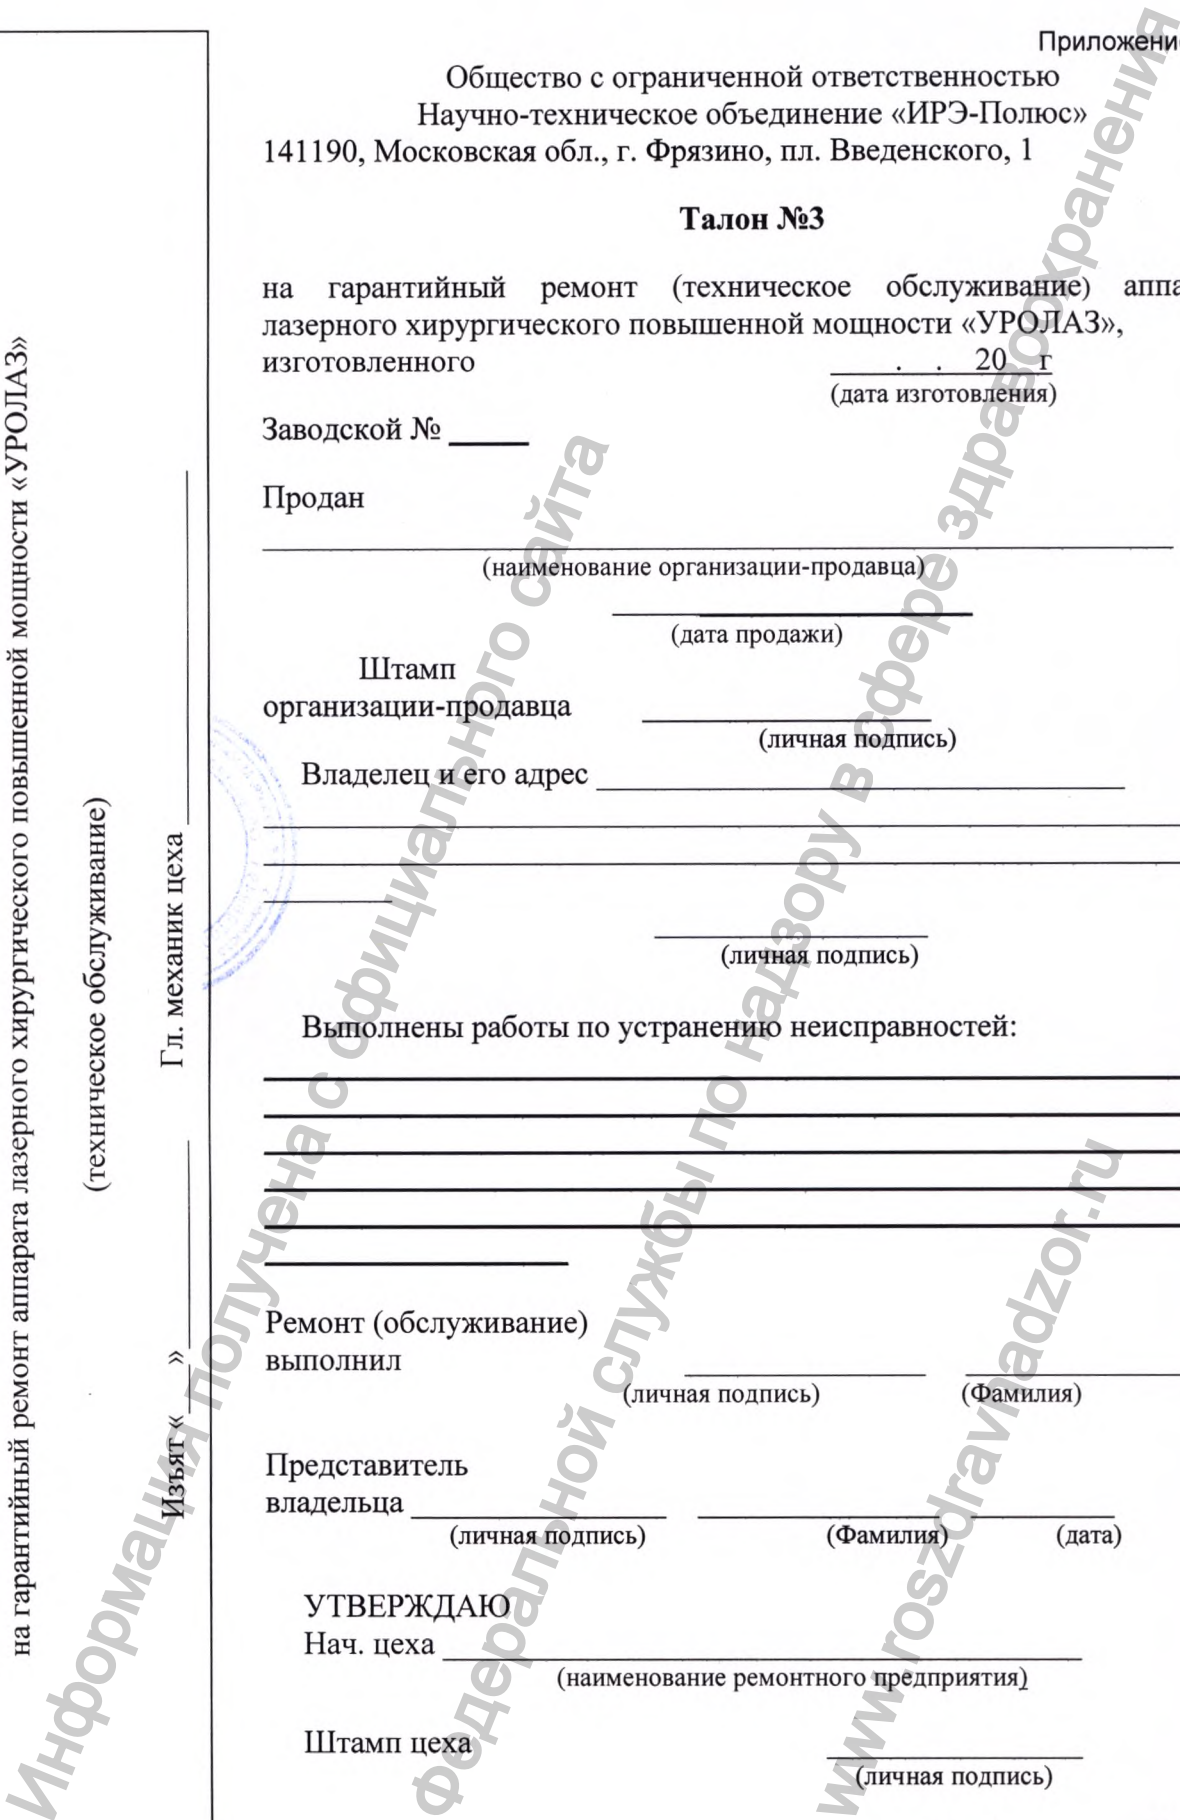 Приложение
Общество с ограниченной ответственностью
Научно-техническое объединение «ИРЭ-Полюс»
141190, Московская обл., г. Фрязино, пл. Введенского, 1
Талон №3
на гарантийный ремонт (техническое обслуживание) аппа
лазерного хирургического повышенной мощности «УРОЛАЗ»,
изготовленного . . 20 г
(дата изготовления)
Заводской № _____
Продан
(наименование организации-продавца)
(дата продажи)
Штамп
организации-продавца
(личная подпись)
Владелец и его адрес
(личная подпись)
Выполнены работы по устранению неисправностей:
Ремонт (обслуживание)
выполнил
(личная подпись) (Фамилия)
Представитель
владельца
(личная подпись) (Фамилия) (дата)
УТВЕРЖДАЮ
Нач. цеха
(наименование ремонтного предприятия)
Штамп цеха
(личная подпись)
на гарантийный ремонт аппарата лазерного хирургического повышенной мощности «УРОЛАЗ»
(техническое обслуживание)
Изъят «___» Гл. механик цеха
Информация получена с официального сайта
Федеральной службы по надзору в сфере здравоохранения
www.roszdravnadzor.ru